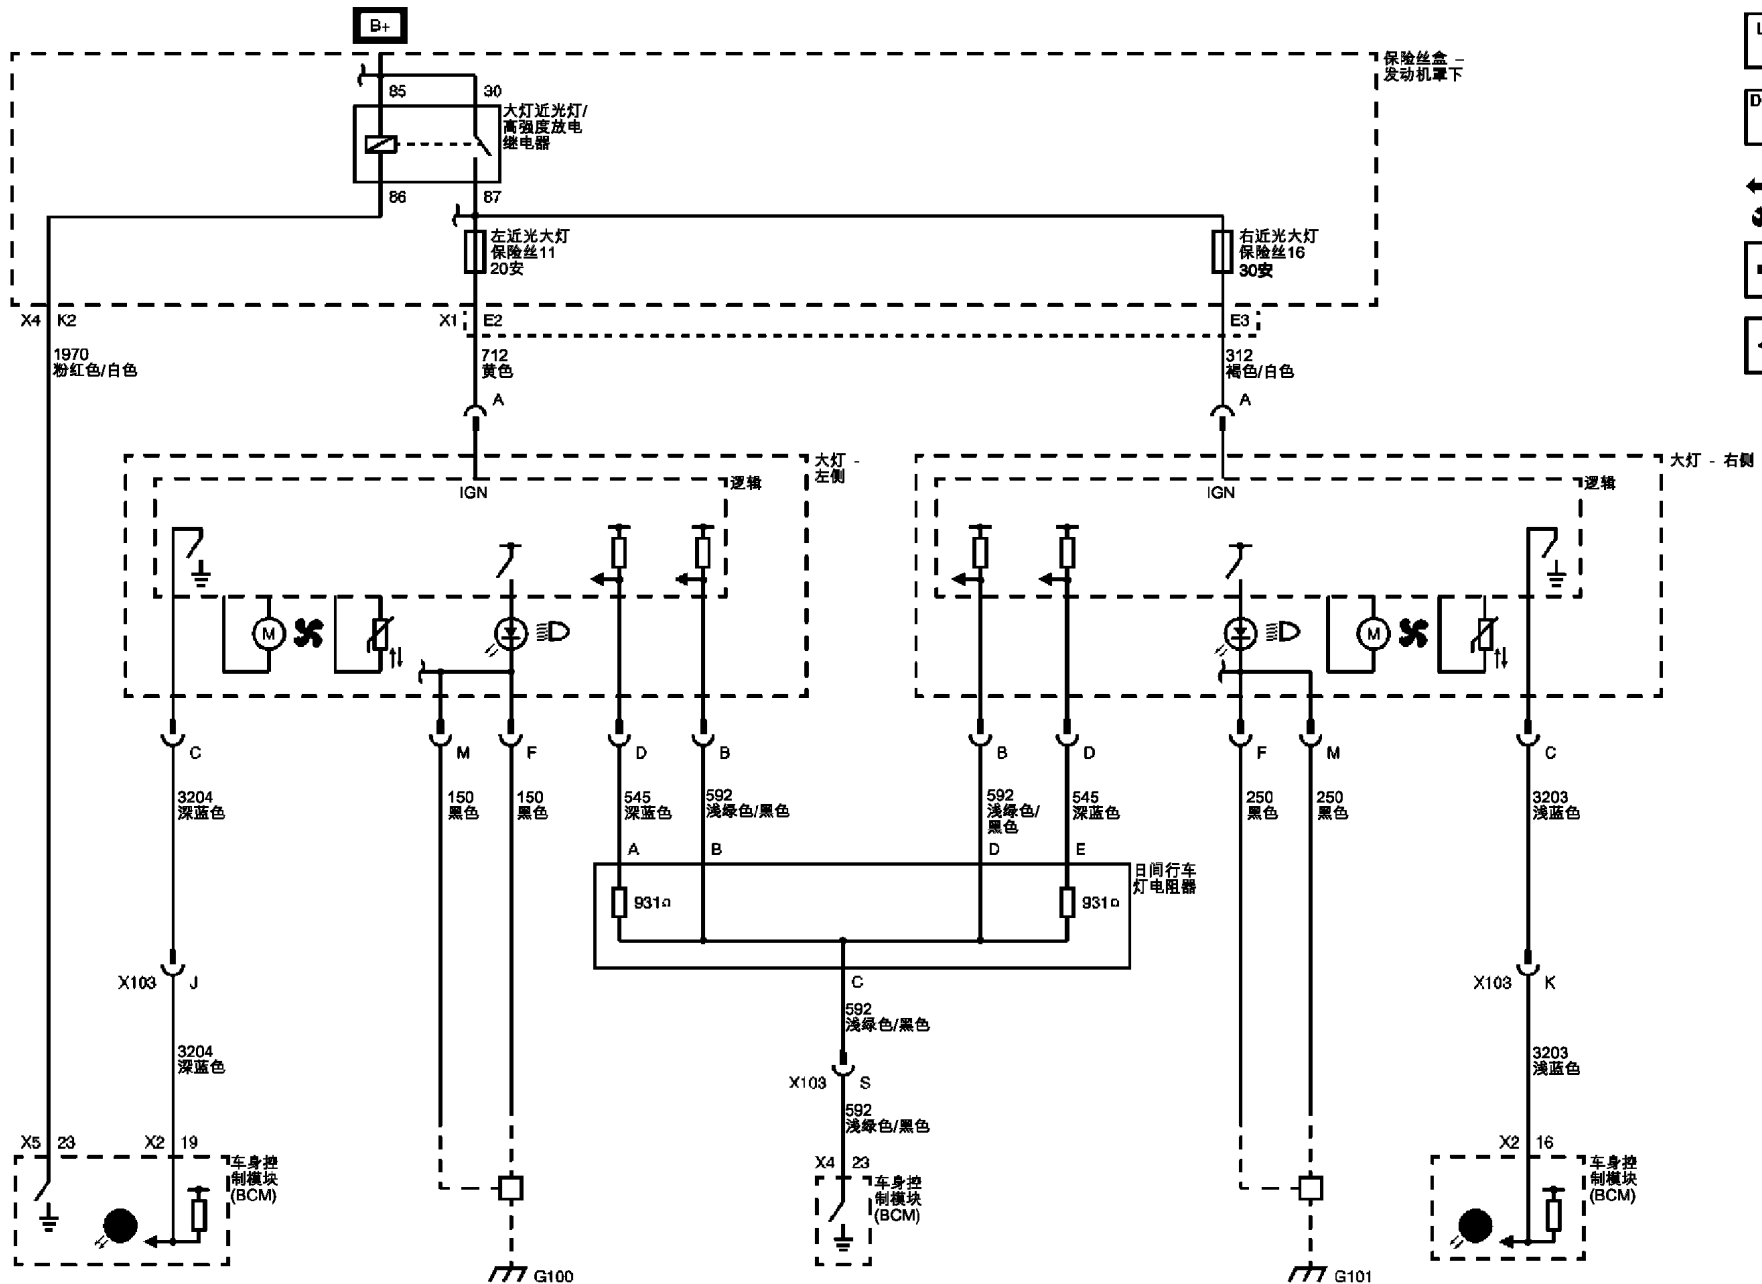 B+
保险丝盒 -
发动机罩下
L
D
85 30
大灯近光灯/
高强度放电
继电器
86 87
左近光大灯
保险丝11
20安
右近光大灯
保险丝16
30安
X4 K2 X1 E2 E3
1970
粉红色/白色
712
黄色
312
褐色/白色
A A
大灯 -
左侧
大灯 - 右侧
IGN 逻辑 IGN 逻辑
M M
C M F D B B D F M C
3204
深蓝色
150
黑色
150
黑色
545
深蓝色
592
浅绿色/黑色
592
浅绿色/
黑色
545
深蓝色
250
黑色
250
黑色
3203
浅蓝色
A B D E
日间行车
灯电阻器
931Ω 931Ω
C
X103 J X103 K
592
浅绿色/黑色
3204
深蓝色
3203
浅蓝色
X103 S
592
浅绿色/黑色
X5 23 X2 19 X4 23 X2 16
车身控
制模块
(BCM)
车身控
制模块
(BCM)
车身控
制模块
(BCM)
G100 G101